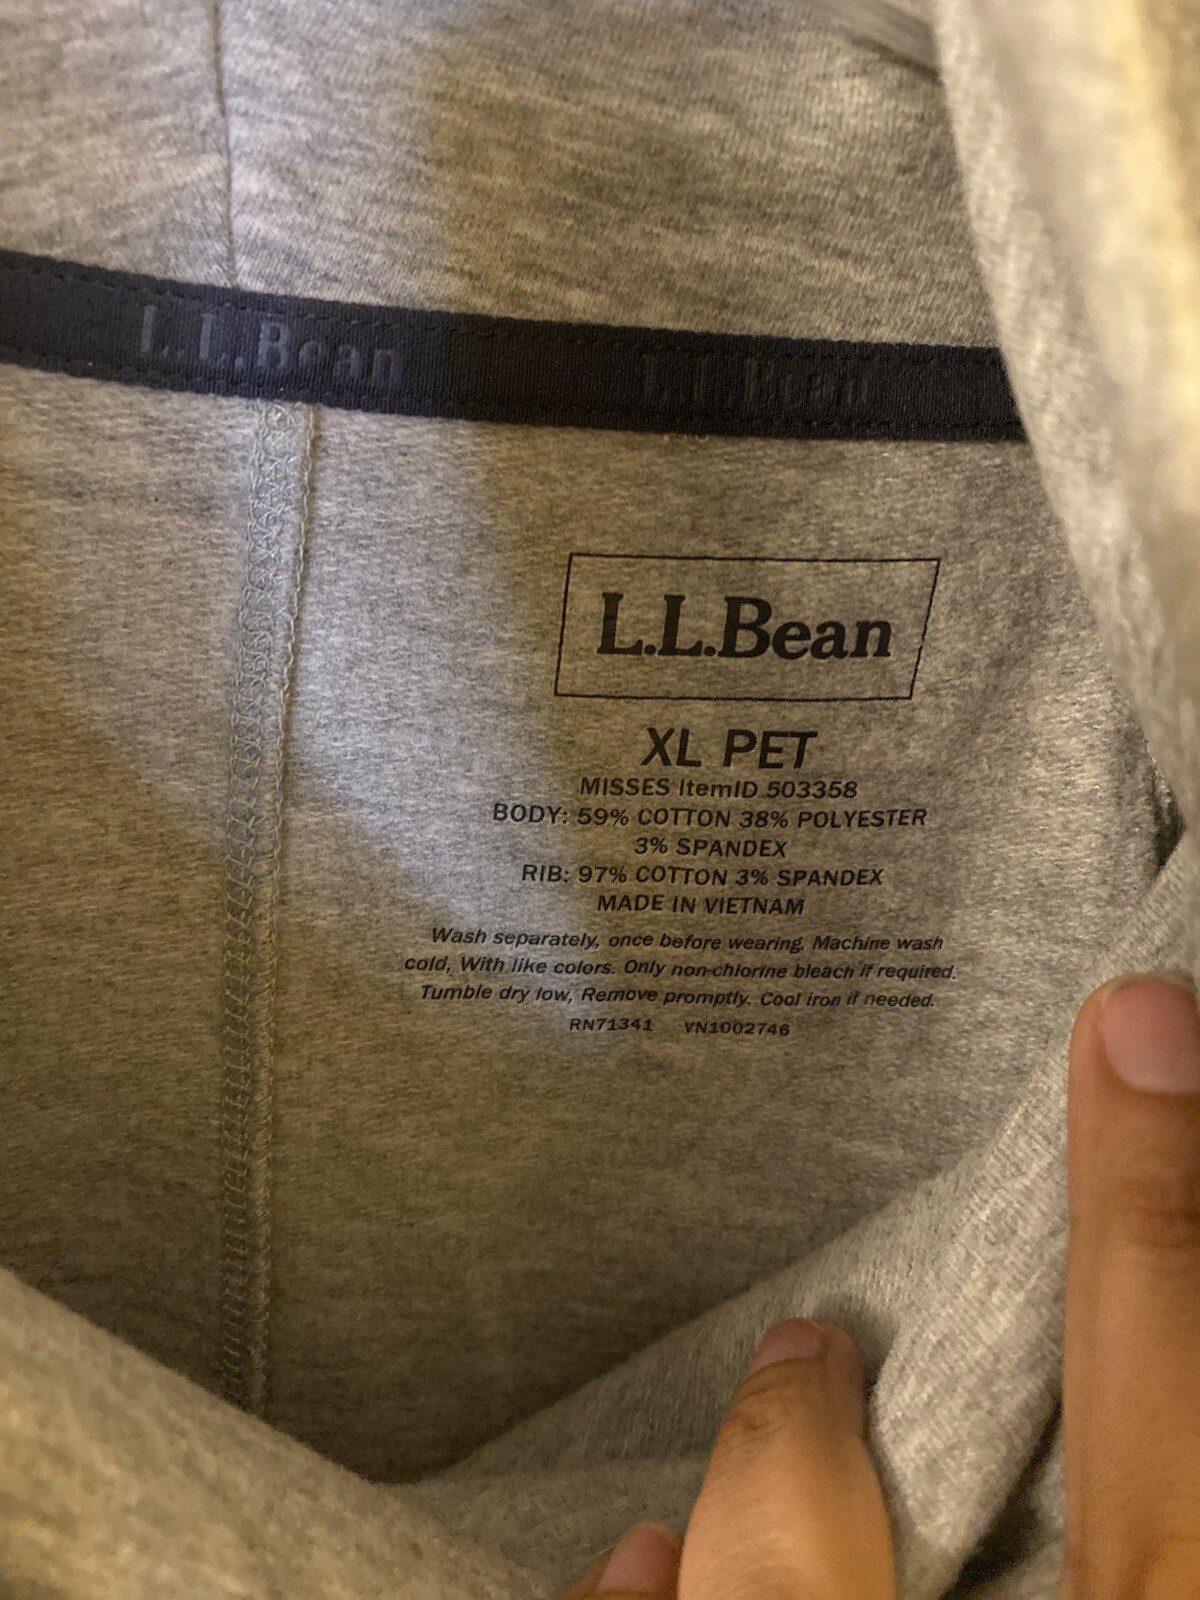 L.L.Bean L.L.Bean
L.L.Bean
XL PET
MISSES ItemID 503358
BODY: 59% COTTON 38% POLYESTER
3% SPANDEX
RIB: 97% COTTON 3% SPANDEX
MADE IN VIETNAM
Wash separately, once before wearing. Machine wash
cold, With like colors. Only non-chlorine bleach if required.
Tumble dry low, Remove promptly. Cool iron if needed.
RN71341 VN1002746